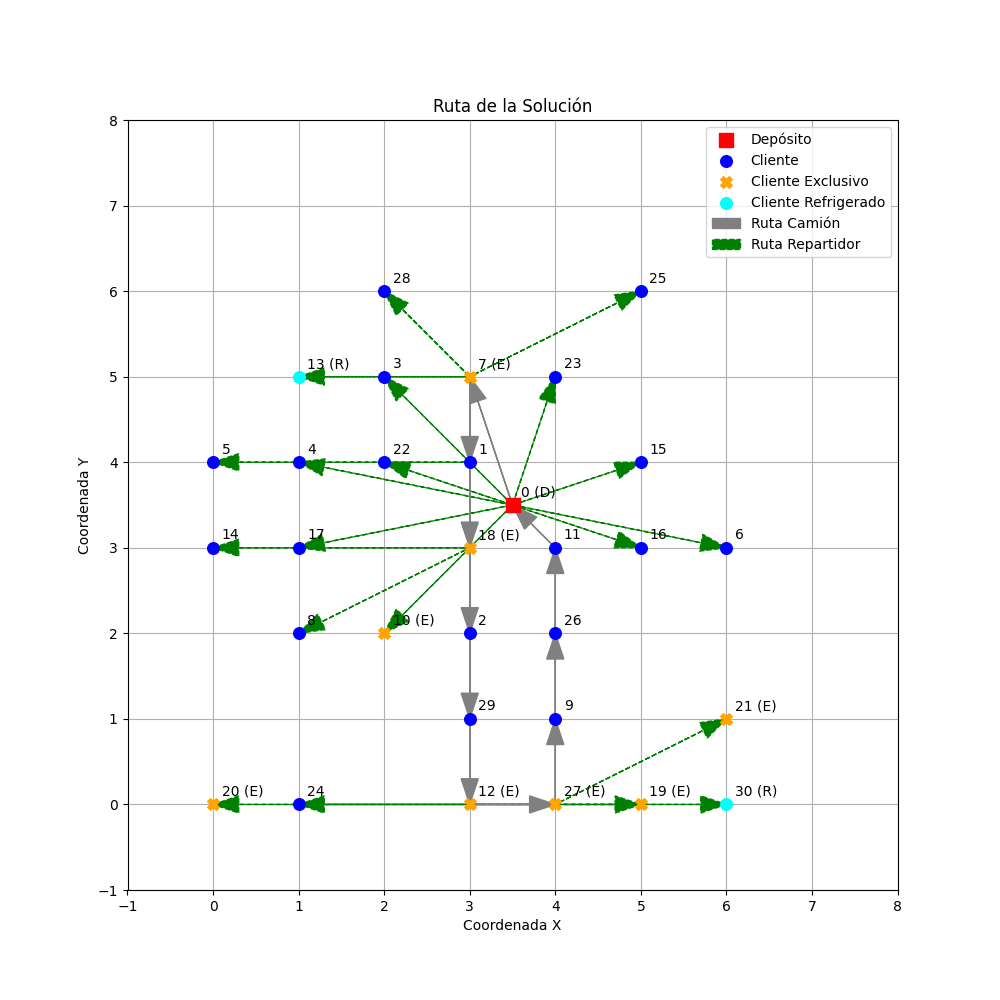 Ruta de la Solución
Depósito
Cliente
Cliente Exclusivo
Cliente Refrigerado
Ruta Camión
Ruta Repartidor
8
7
6
5
4
3
2
1
0
−1
Coordenada Y
28
25
13 (R)
3
7 (E)
23
5
4
22
1
15
0 (D)
14
17
18 (E)
11
16
6
8
10 (E)
2
26
29
9
21 (E)
20 (E)
24
12 (E)
27 (E)
19 (E)
30 (R)
−1 0 1 2 3 4 5 6 7 8
Coordenada X